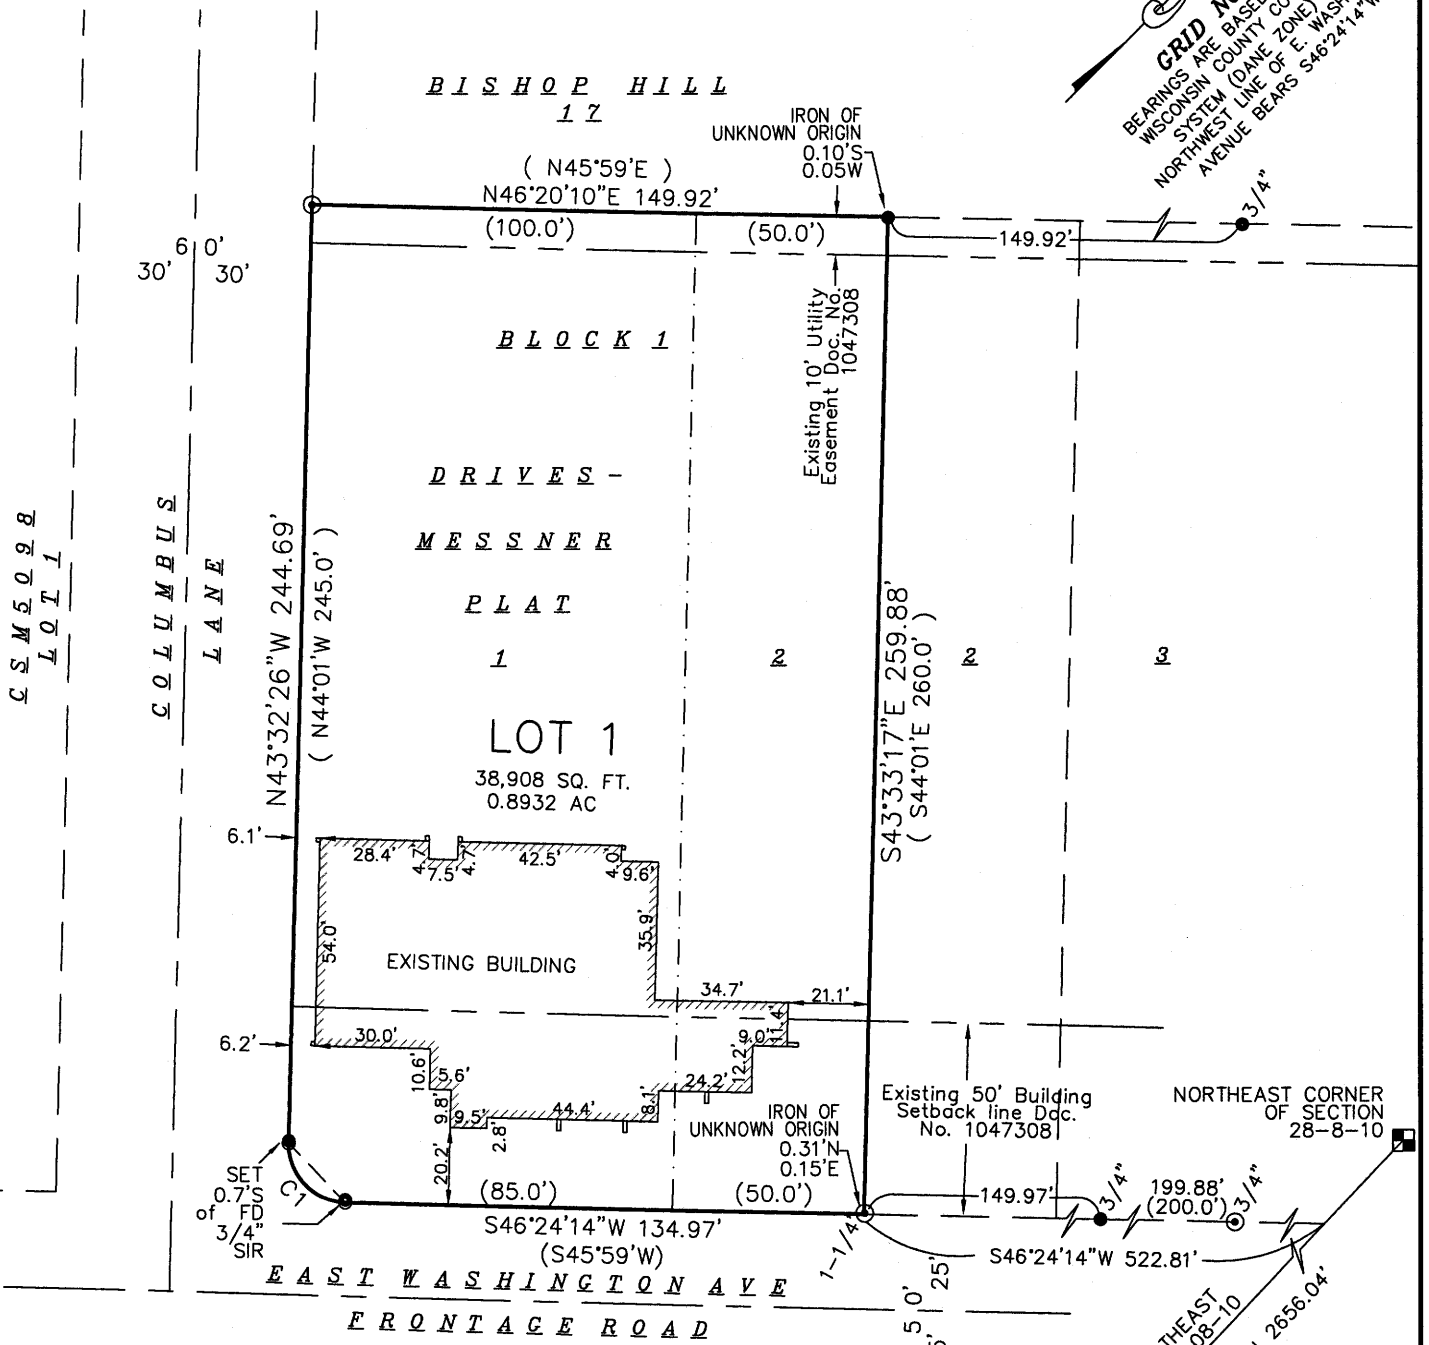 GRID
BEARINGS ARE BASED
WISCONSIN COUNTY CO
SYSTEM (DANE ZONE)
NORTHWEST LINE OF E. WASH
AVENUE BEARS S46°24'14"W
BISHOP HILL
17
IRON OF
UNKNOWN ORIGIN
0.10'S
0.05W
( N45°59'E )
N46°20'10"E 149.92'
(100.0')
(50.0')
149.92'
3/4"
60'
30'
30'
Existing 10' Utility
Easement Doc. No.
1047308
BLOCK 1
DRIVES-
MESSNER
PLAT
1
2
2
3
CSM5098
LOT 1
COLUMBUS
LANE
N43°32'26"W 244.69'
( N44°01'W 245.0' )
S43°33'17"E 259.88'
( S44°01'E 260.0' )
LOT 1
38,908 SQ. FT.
0.8932 AC
6.1'
28.4'
4.7'
7.5'
4.7'
42.5'
4.0'
9.6'
54.0'
35.9'
EXISTING BUILDING
34.7'
21.1'
11.4'
9.0'
6.2'
30.0'
10.6'
5.6'
9.8'
9.5'
2.8'
44.4'
8.1'
24.2'
12.2'
20.2'
Existing 50' Building
Setback line Doc.
No. 1047308
NORTHEAST CORNER
OF SECTION
28-8-10
IRON OF
UNKNOWN ORIGIN
0.31'N
0.15'E
SET
0.7'S
of FD
3/4"
SIR
C1
(85.0')
(50.0')
S46°24'14"W 134.97'
(S45°59'W)
1-1/4"
149.97'
3/4"
199.88'
(200.0')
3/4"
S46°24'14"W 522.81'
EAST WASHINGTON AVE
FRONTAGE ROAD
25'
5 0'
THEAST
08-10
2656.04'